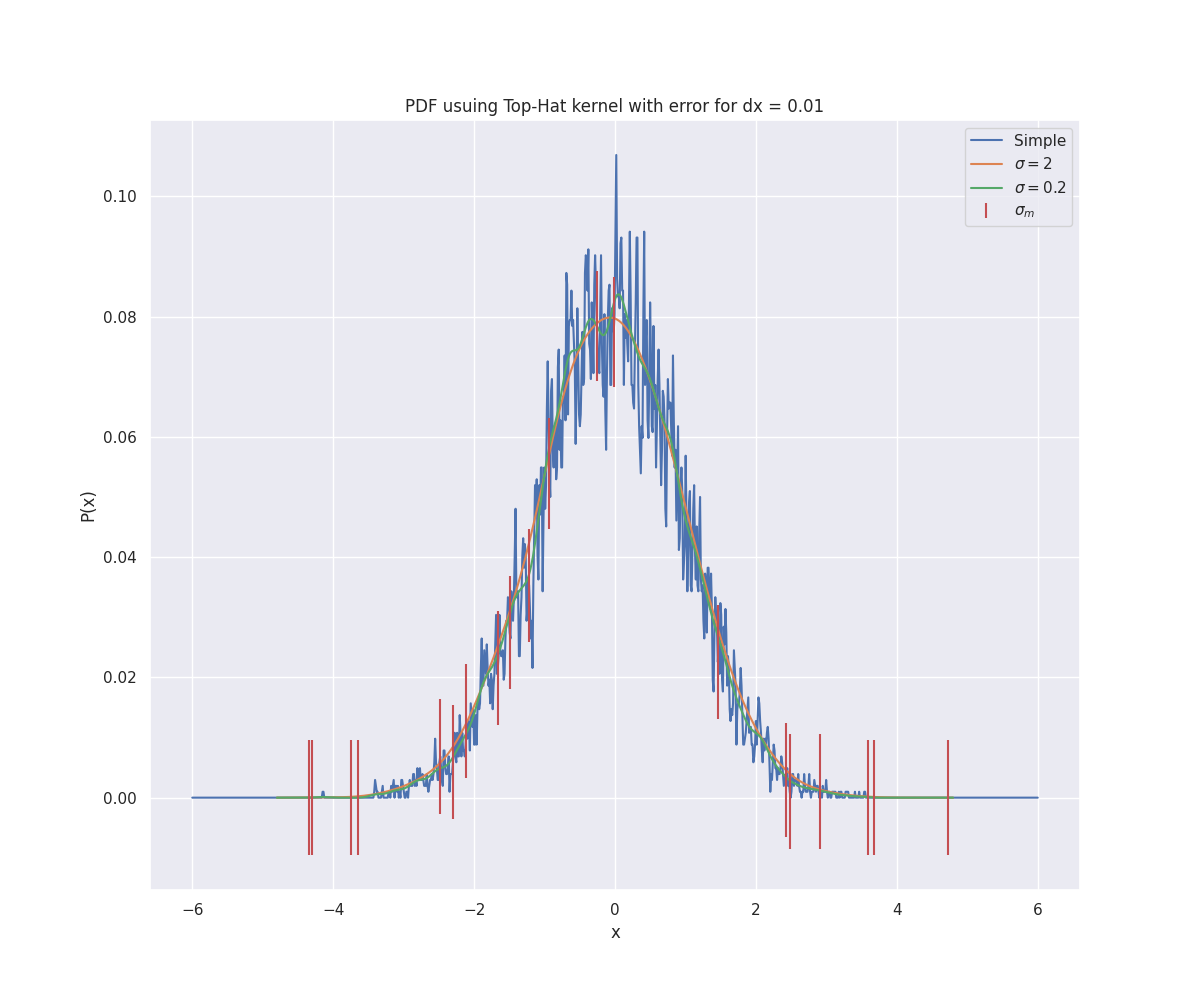 PDF usuing Top-Hat kernel with error for dx = 0.01
Simple
σ = 2
σ = 0.2
σm
P(x)
0.10
0.08
0.06
0.04
0.02
0.00
−6
−4
−2
0
2
4
6
x